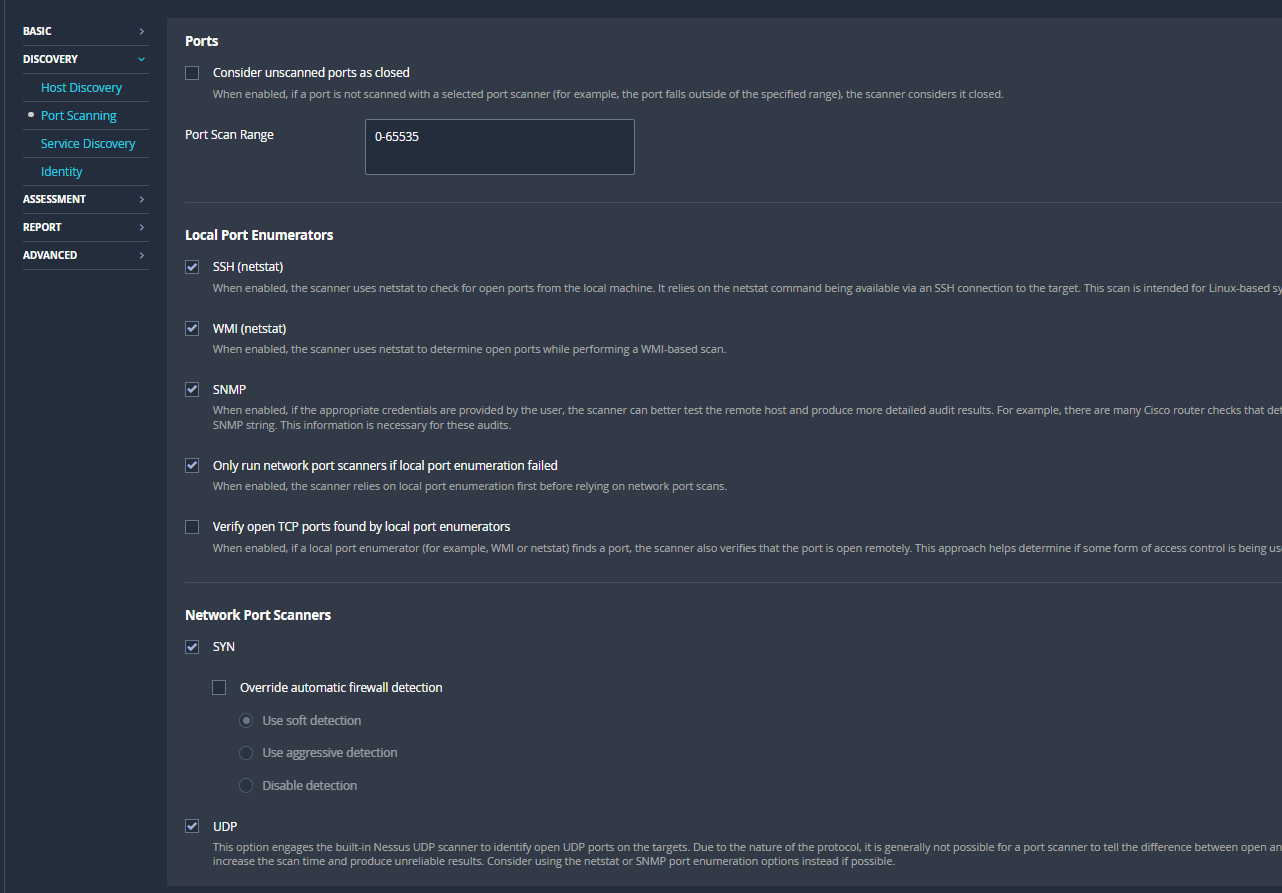 BASIC
DISCOVERY
Host Discovery
Port Scanning
Service Discovery
Identity
ASSESSMENT
REPORT
ADVANCED
Ports
Consider unscanned ports as closed
When enabled, if a port is not scanned with a selected port scanner (for example, the port falls outside of the specified range), the scanner considers it closed.
Port Scan Range
0-65535
Local Port Enumerators
SSH (netstat)
When enabled, the scanner uses netstat to check for open ports from the local machine. It relies on the netstat command being available via an SSH connection to the target. This scan is intended for Linux-based sy
WMI (netstat)
When enabled, the scanner uses netstat to determine open ports while performing a WMI-based scan.
SNMP
When enabled, if the appropriate credentials are provided by the user, the scanner can better test the remote host and produce more detailed audit results. For example, there are many Cisco router checks that det
SNMP string. This information is necessary for these audits.
Only run network port scanners if local port enumeration failed
When enabled, the scanner relies on local port enumeration first before relying on network port scans.
Verify open TCP ports found by local port enumerators
When enabled, if a local port enumerator (for example, WMI or netstat) finds a port, the scanner also verifies that the port is open remotely. This approach helps determine if some form of access control is being use
Network Port Scanners
SYN
Override automatic firewall detection
Use soft detection
Use aggressive detection
Disable detection
UDP
This option engages the built-in Nessus UDP scanner to identify open UDP ports on the targets. Due to the nature of the protocol, it is generally not possible for a port scanner to tell the difference between open an
increase the scan time and produce unreliable results. Consider using the netstat or SNMP port enumeration options instead if possible.